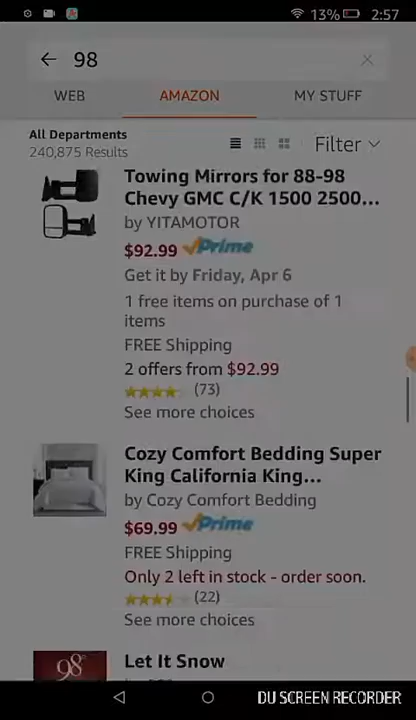 13% 2:57
98
WEB AMAZON MY STUFF
All Departments
240,875 Results
Filter
Towing Mirrors for 88-98
Chevy GMC C/K 1500 2500...
by YITAMOTOR
$92.99 Prime
Get it by Friday, Apr 6
1 free items on purchase of 1
items
FREE Shipping
2 offers from $92.99
(73)
See more choices
Cozy Comfort Bedding Super
King California King...
by Cozy Comfort Bedding
$69.99 Prime
FREE Shipping
Only 2 left in stock - order soon.
(22)
See more choices
98°
Let It Snow
DU SCREEN RECORDER